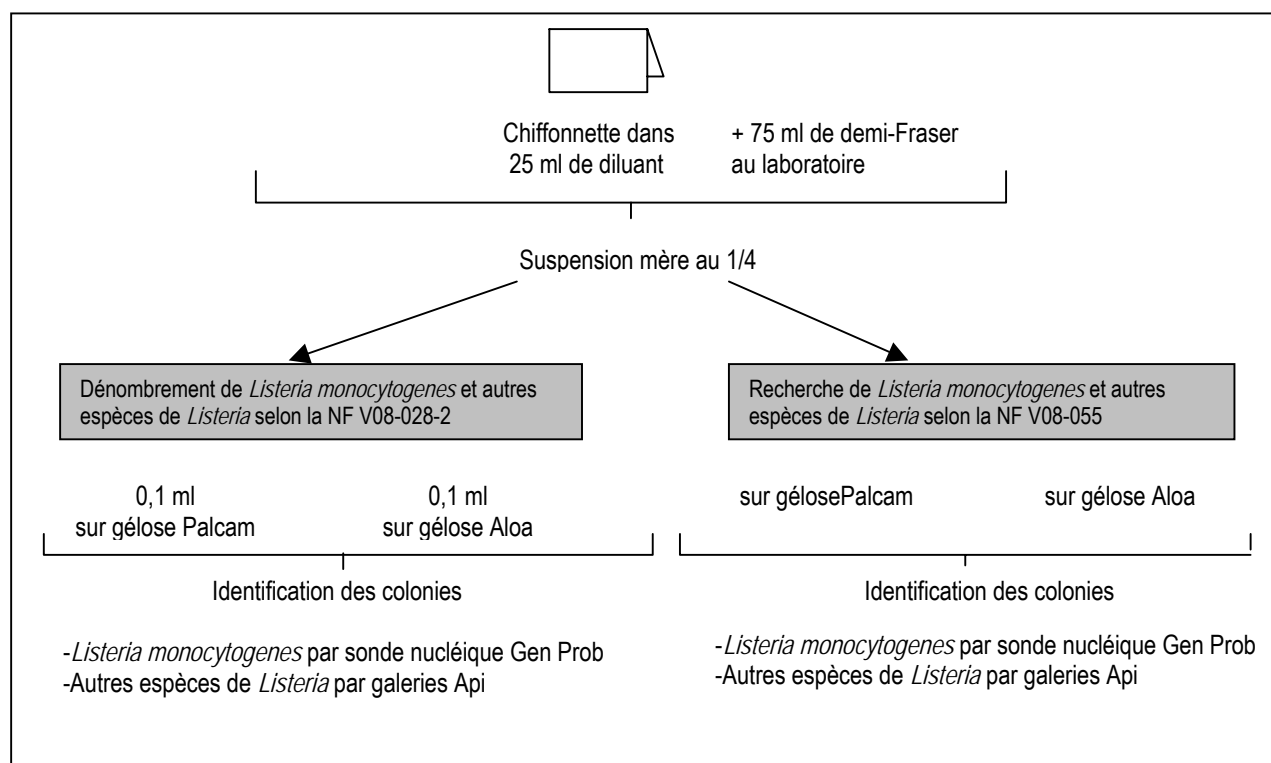 Chiffonnette dans
25 ml de diluant
+ 75 ml de demi-Fraser
au laboratoire
Suspension mère au 1/4
Dénombrement de Listeria monocytogenes et autres
espèces de Listeria selon la NF V08-028-2
Recherche de Listeria monocytogenes et autres
espèces de Listeria selon la NF V08-055
0,1 ml
sur gélose Palcam
0,1 ml
sur gélose Aloa
sur gélosePalcam
sur gélose Aloa
Identification des colonies
-Listeria monocytogenes par sonde nucléique Gen Prob
-Autres espèces de Listeria par galeries Api
Identification des colonies
-Listeria monocytogenes par sonde nucléique Gen Prob
-Autres espèces de Listeria par galeries Api